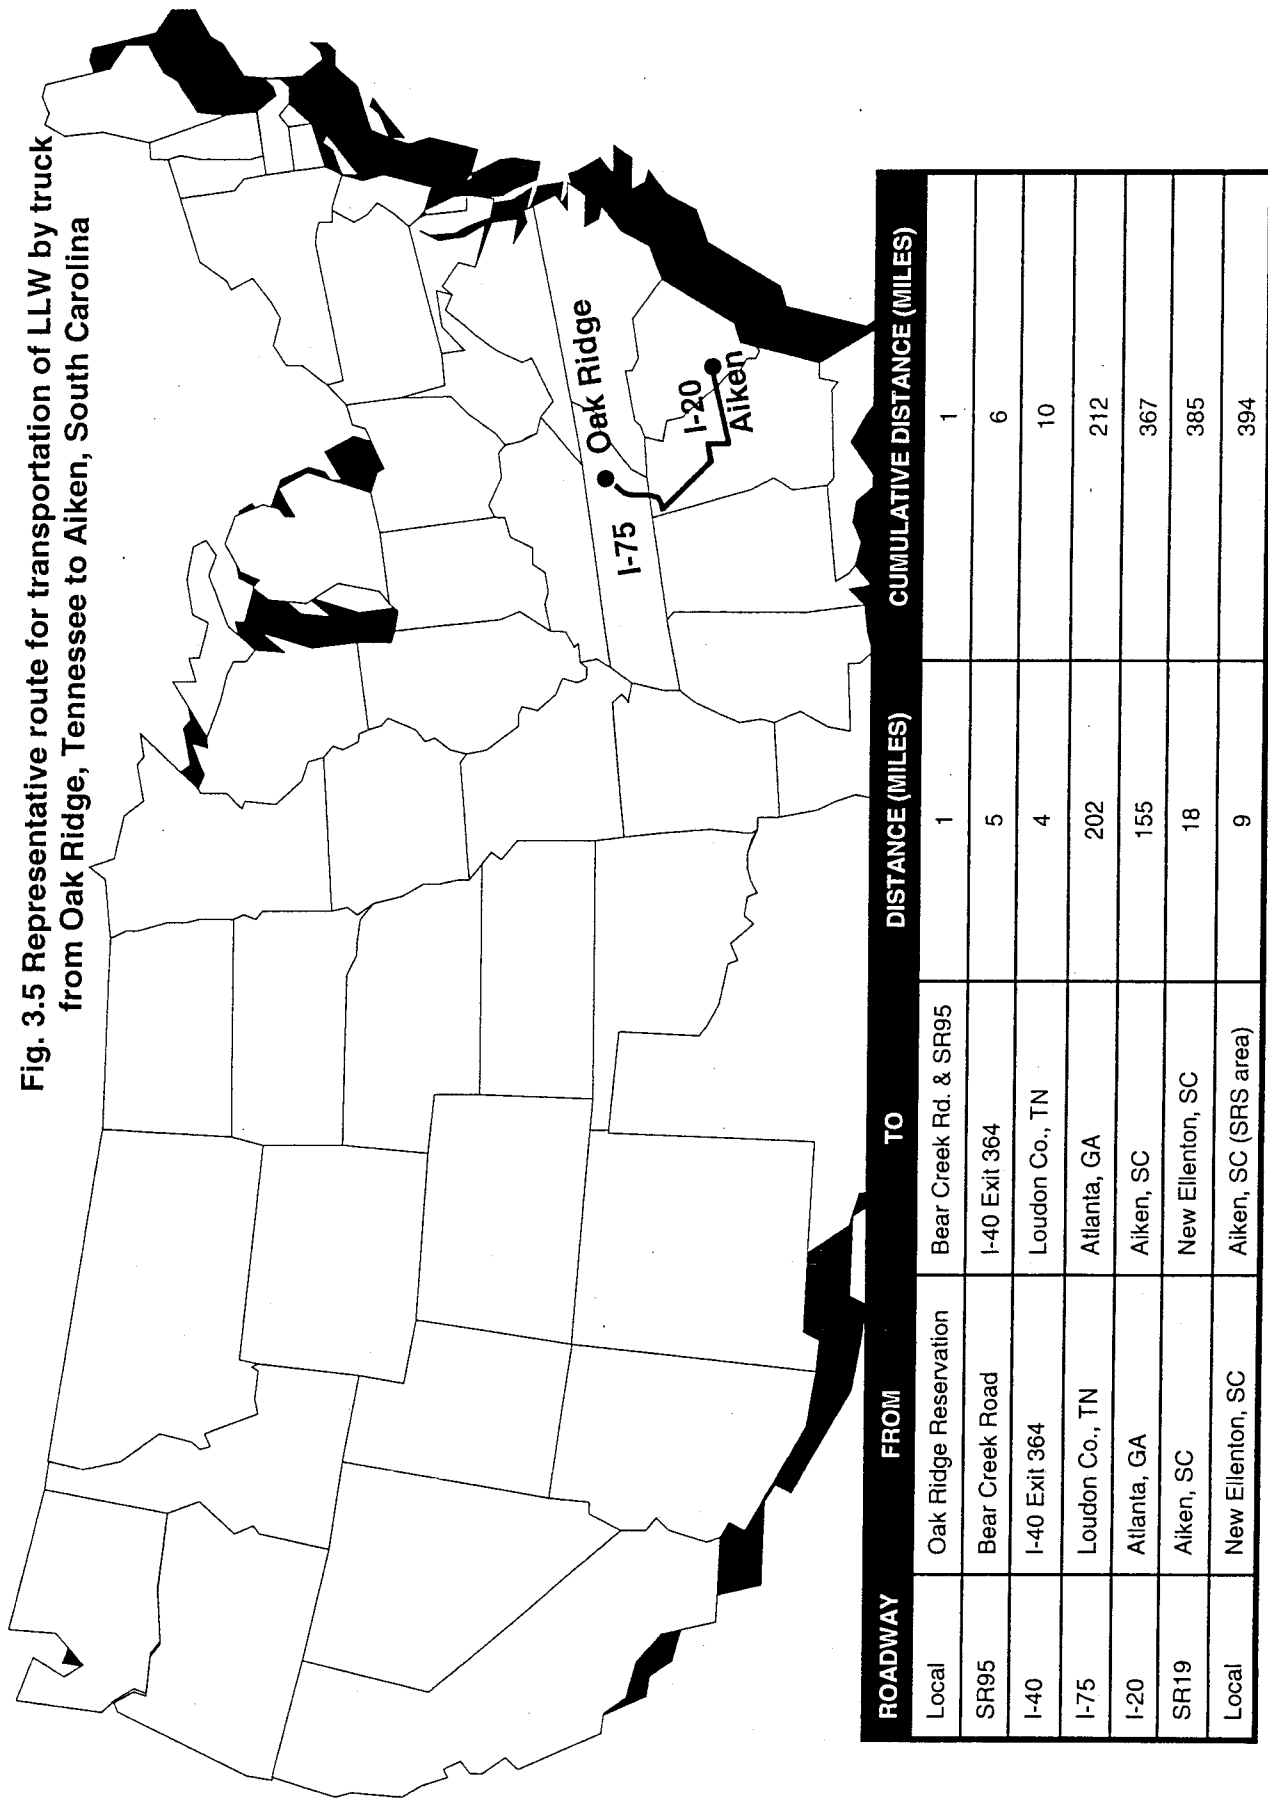 Fig. 3.5 Representative route for transportation of LLW by truck
from Oak Ridge, Tennessee to Aiken, South Carolina
Oak Ridge
I-75
I-20
Aiken
ROADWAY FROM TO DISTANCE (MILES) CUMULATIVE DISTANCE (MILES)
Local Oak Ridge Reservation Bear Creek Rd. & SR95 1 1
SR95 Bear Creek Road I-40 Exit 364 5 6
I-40 I-40 Exit 364 Loudon Co., TN 4 10
I-75 Loudon Co., TN Atlanta, GA 202 212
I-20 Atlanta, GA Aiken, SC 155 367
SR19 Aiken, SC New Ellenton, SC 18 385
Local New Ellenton, SC Aiken, SC (SRS area) 9 394